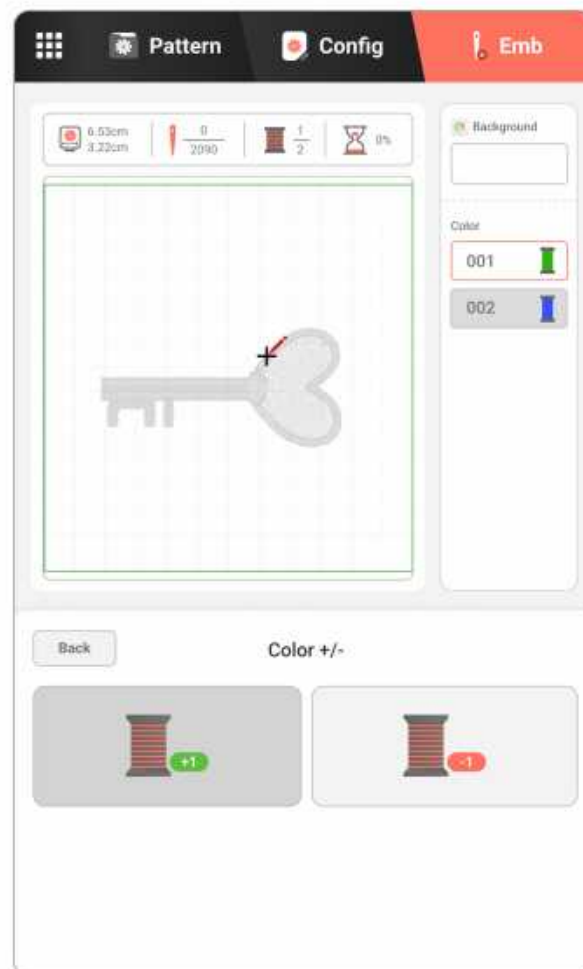 Pattern Config Emb
6.53cm 0 1 0%
3.22cm 2090 2
Background
Color
001
002
Back Color +/-
+1 -1